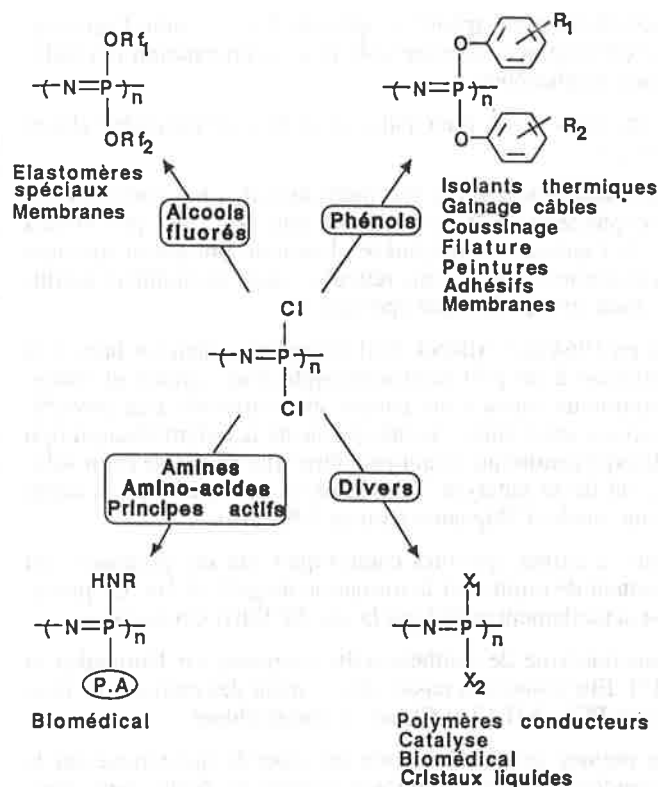 ORf1
—(N=P)n—
ORf2
Elastomères
spéciaux
Membranes
Alcools
fluorés
O R1
—(N=P)n—
O R2
Phénols
Isolants thermiques
Gainage câbles
Coussinage
Filature
Peintures
Adhésifs
Membranes
Cl
—(N=P)n—
Cl
Amines
Amino-acides
Principes actifs
Divers
HNR
—(N=P)n—
P.A
Biomédical
X1
—(N=P)n—
X2
Polymères conducteurs
Catalyse
Biomédical
Cristaux liquides